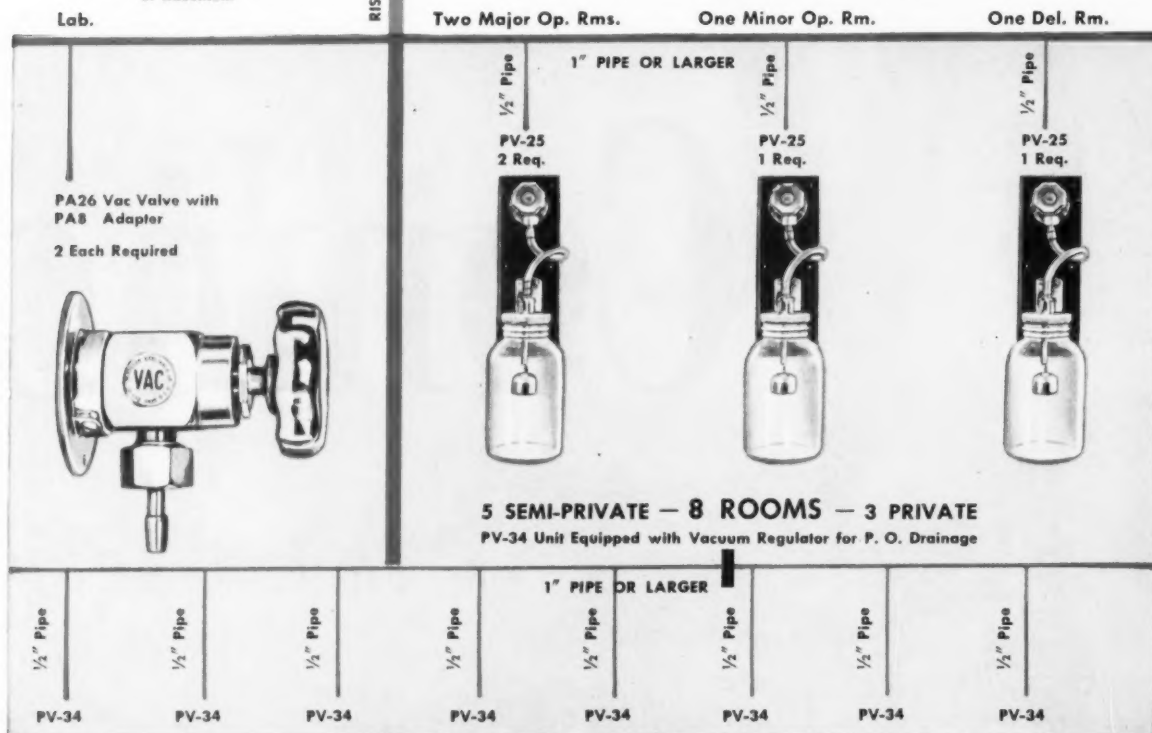 Lab.
RIS
Two Major Op. Rms.
One Minor Op. Rm.
One Del. Rm.
1" PIPE OR LARGER
1/2" Pipe
1/2" Pipe
1/2" Pipe
PV-25
2 Req.
PV-25
1 Req.
PV-25
1 Req.
PA26 Vac Valve with
PA8 Adapter
2 Each Required
VAC
5 SEMI-PRIVATE — 8 ROOMS — 3 PRIVATE
PV-34 Unit Equipped with Vacuum Regulator for P. O. Drainage
1" PIPE OR LARGER
1/2" Pipe
1/2" Pipe
1/2" Pipe
1/2" Pipe
1/2" Pipe
1/2" Pipe
1/2" Pipe
1/2" Pipe
PV-34
PV-34
PV-34
PV-34
PV-34
PV-34
PV-34
PV-34